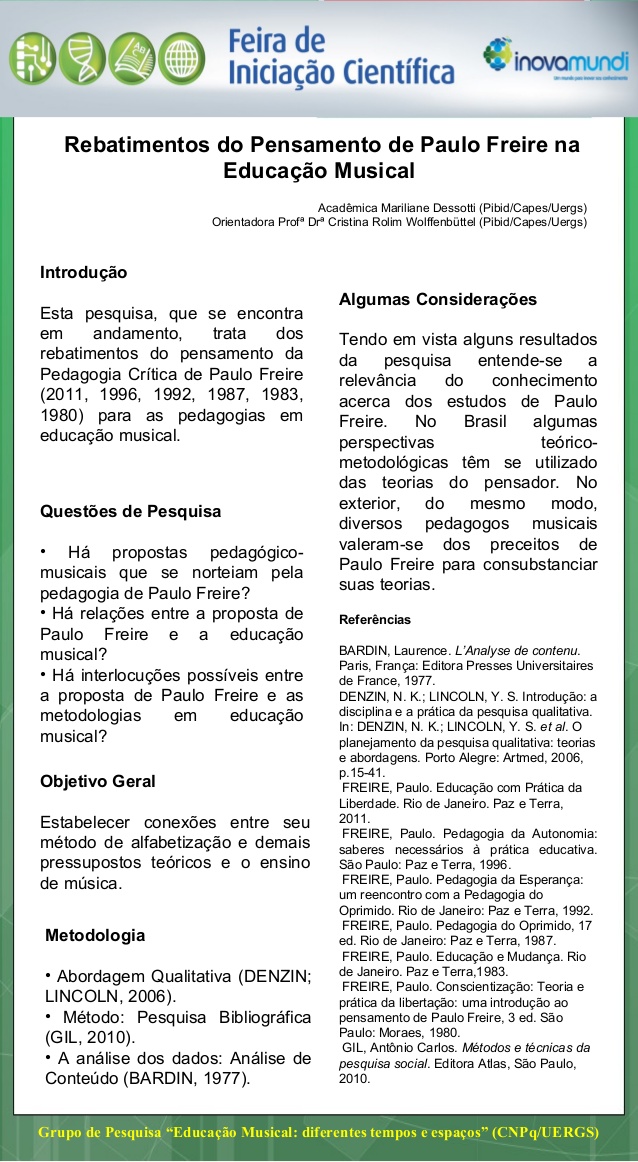 Feira de
Iniciação Científica
inovamundi
ABC
Rebatimentos do Pensamento de Paulo Freire na
Educação Musical
Acadêmica Mariliane Dessotti (Pibid/Capes/Uergs)
Orientadora Profª Drª Cristina Rolim Wolffenbüttel (Pibid/Capes/Uergs)
Introdução
Esta pesquisa, que se encontra
em andamento, trata dos
rebatimentos do pensamento da
Pedagogia Crítica de Paulo Freire
(2011, 1996, 1992, 1987, 1983,
1980) para as pedagogias em
educação musical.
Questões de Pesquisa
• Há propostas pedagógico-
musicais que se norteiam pela
pedagogia de Paulo Freire?
• Há relações entre a proposta de
Paulo Freire e a educação
musical?
• Há interlocuções possíveis entre
a proposta de Paulo Freire e as
metodologias em educação
musical?
Objetivo Geral
Estabelecer conexões entre seu
método de alfabetização e demais
pressupostos teóricos e o ensino
de música.
Metodologia
• Abordagem Qualitativa (DENZIN;
LINCOLN, 2006).
• Método: Pesquisa Bibliográfica
(GIL, 2010).
• A análise dos dados: Análise de
Conteúdo (BARDIN, 1977).
Algumas Considerações
Tendo em vista alguns resultados
da pesquisa entende-se a
relevância do conhecimento
acerca dos estudos de Paulo
Freire. No Brasil algumas
perspectivas teórico-
metodológicas têm se utilizado
das teorias do pensador. No
exterior, do mesmo modo,
diversos pedagogos musicais
valeram-se dos preceitos de
Paulo Freire para consubstanciar
suas teorias.
Referências
BARDIN, Laurence. L'Analyse de contenu.
Paris, França: Editora Presses Universitaires
de France, 1977.
DENZIN, N. K.; LINCOLN, Y. S. Introdução: a
disciplina e a prática da pesquisa qualitativa.
In: DENZIN, N. K.; LINCOLN, Y. S. et al. O
planejamento da pesquisa qualitativa: teorias
e abordagens. Porto Alegre: Artmed, 2006,
p.15-41.
FREIRE, Paulo. Educação com Prática da
Liberdade. Rio de Janeiro. Paz e Terra,
2011.
FREIRE, Paulo. Pedagogia da Autonomia:
saberes necessários à prática educativa.
São Paulo: Paz e Terra, 1996.
FREIRE, Paulo. Pedagogia da Esperança:
um reencontro com a Pedagogia do
Oprimido. Rio de Janeiro: Paz e Terra, 1992.
FREIRE, Paulo. Pedagogia do Oprimido, 17
ed. Rio de Janeiro: Paz e Terra, 1987.
FREIRE, Paulo. Educação e Mudança. Rio
de Janeiro. Paz e Terra,1983.
FREIRE, Paulo. Conscientização: Teoria e
prática da libertação: uma introdução ao
pensamento de Paulo Freire, 3 ed. São
Paulo: Moraes, 1980.
GIL, Antônio Carlos. Métodos e técnicas da
pesquisa social. Editora Atlas, São Paulo,
2010.
Grupo de Pesquisa “Educação Musical: diferentes tempos e espaços” (CNPq/UERGS)